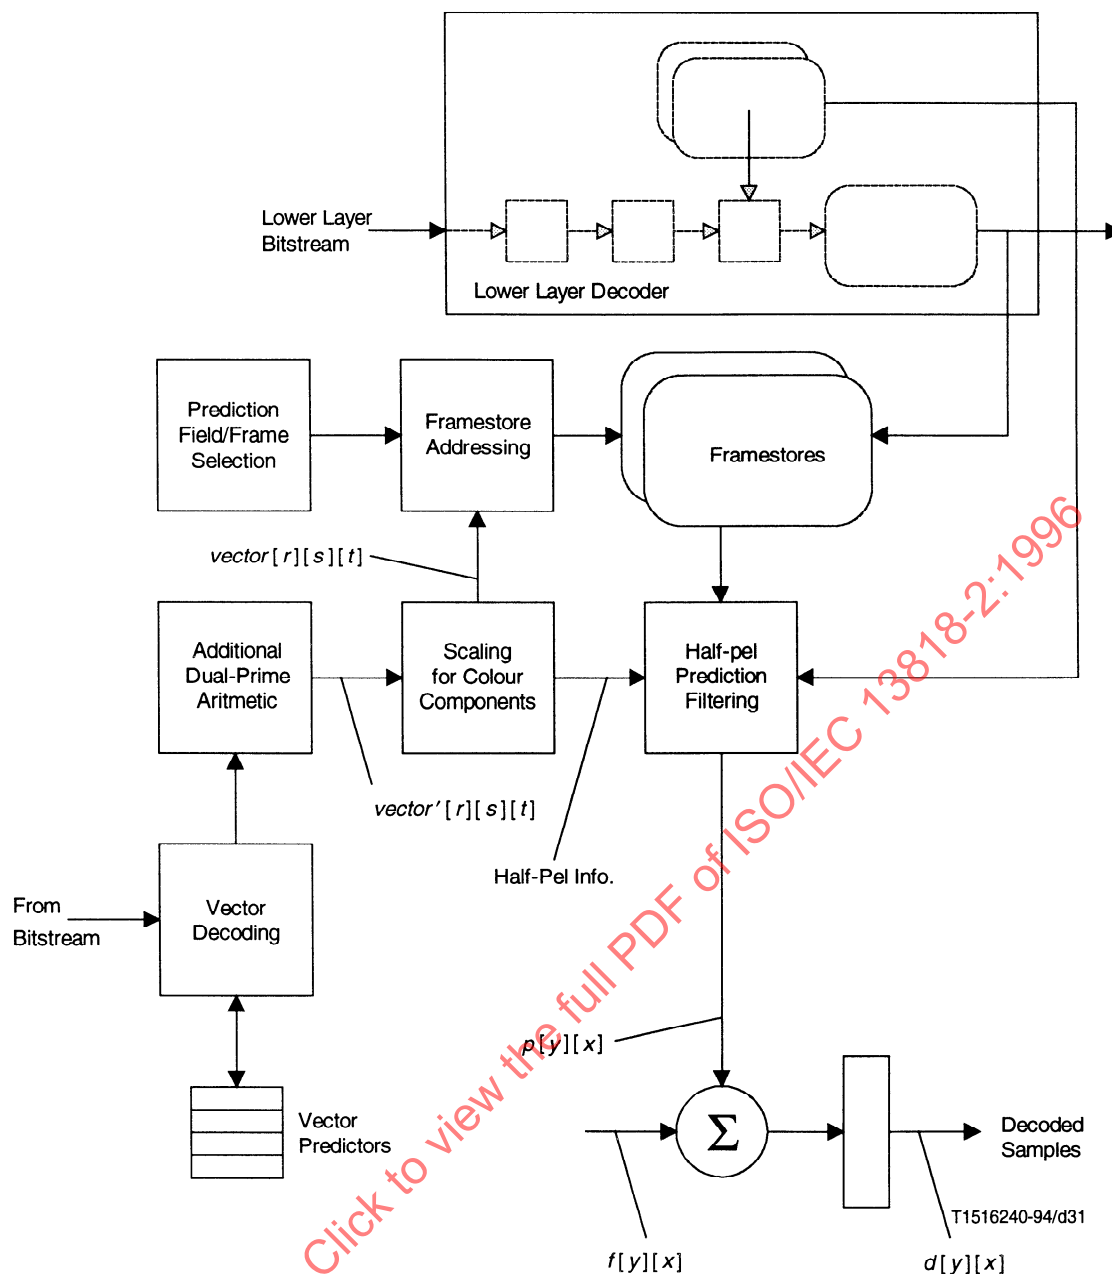 Lower Layer
Bitstream
Lower Layer Decoder
Prediction
Field/Frame
Selection
Framestore
Addressing
Framestores
vector[r][s][t]
Additional
Dual-Prime
Aritmetic
Scaling
for Colour
Components
Half-pel
Prediction
Filtering
vector′[r][s][t]
Half-Pel Info.
From
Bitstream
Vector
Decoding
p[y][x]
Vector
Predictors
Σ
Decoded
Samples
T1516240-94/d31
f[y][x]
d[y][x]
Click to view the full PDF of ISO/IEC 13818-2:1996